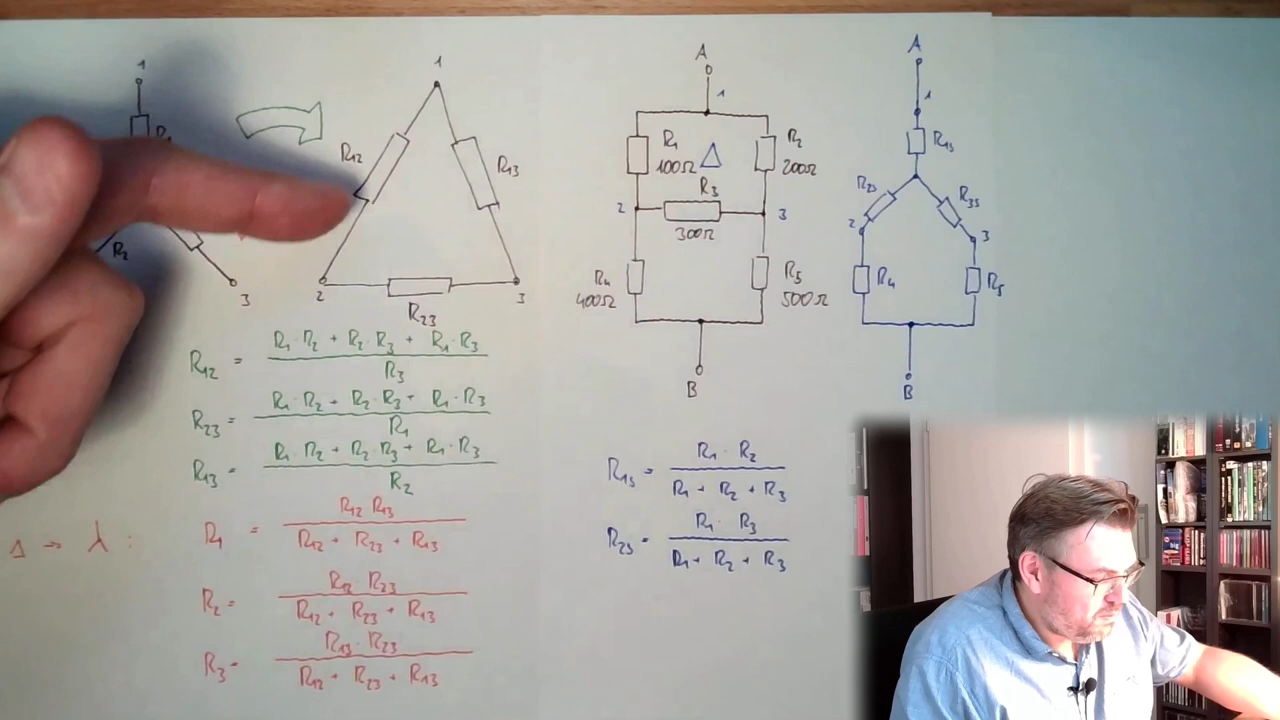 1
R1
R2
3
1
R12
R13
2
3
R23
A
1
R1
100Ω
Δ
R2
200Ω
R3
2
3
300Ω
R4
400Ω
R5
500Ω
B
A
1
R1S
R2S
R3S
2
3
R4
R5
B
R12 = R1 · R2 + R2 · R3 + R1 · R3 / R3
R23 = R1 · R2 + R2 · R3 + R1 · R3 / R1
R13 = R1 · R2 + R2 · R3 + R1 · R3 / R2
Δ → ⅄ :
R1 = R12 R13 / R12 + R23 + R13
R2 = R12 R23 / R12 + R23 + R13
R3 = R13 · R23 / R12 + R23 + R13
R1S = R1 · R2 / R1 + R2 + R3
R2S = R1 · R3 / R1 + R2 + R3